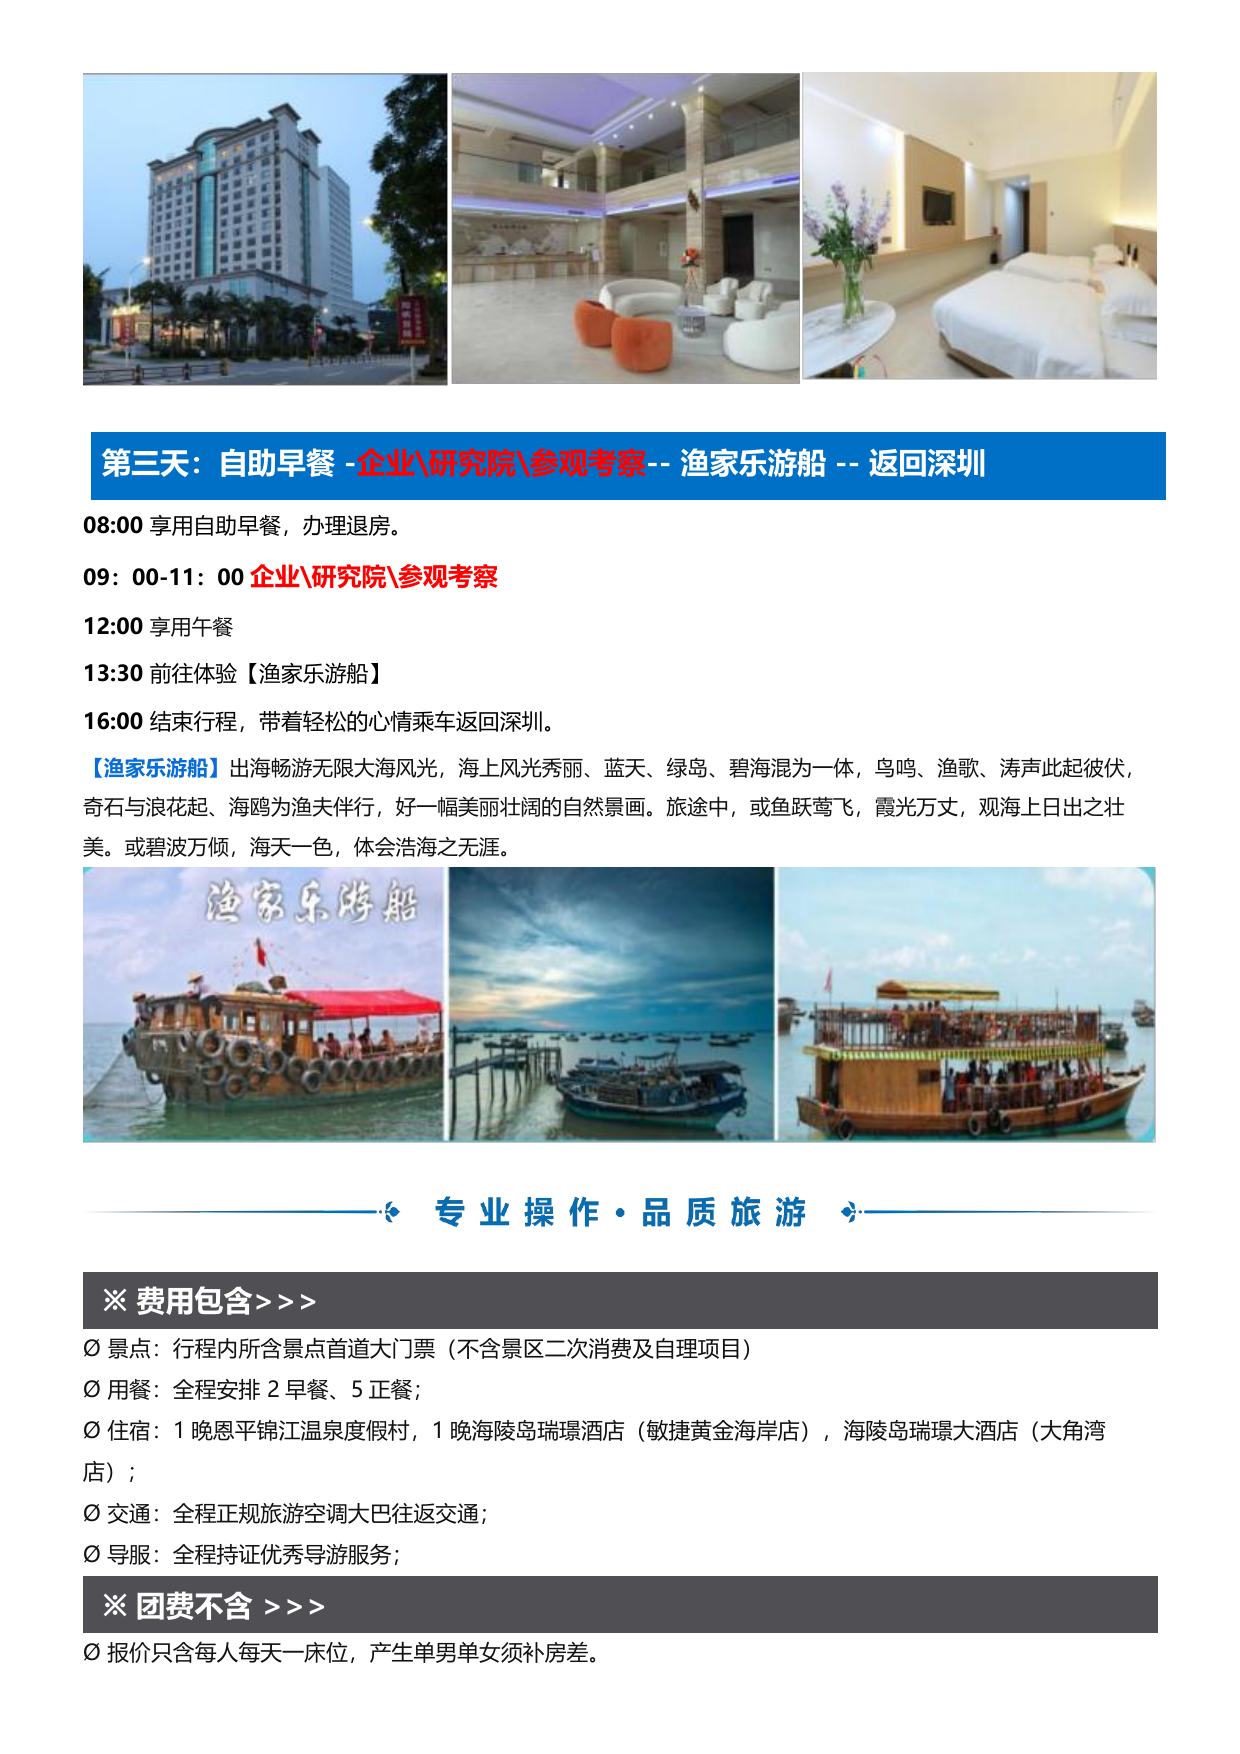 第三天：自助早餐 -企业\研究院\参观考察-- 渔家乐游船 -- 返回深圳
08:00 享用自助早餐，办理退房。
09：00-11：00 企业\研究院\参观考察
12:00 享用午餐
13:30 前往体验【渔家乐游船】
16:00 结束行程，带着轻松的心情乘车返回深圳。
【渔家乐游船】出海畅游无限大海风光，海上风光秀丽、蓝天、绿岛、碧海混为一体，鸟鸣、渔歌、涛声此起彼伏，
奇石与浪花起、海鸥为渔夫伴行，好一幅美丽壮阔的自然景画。旅途中，或鱼跃莺飞，霞光万丈，观海上日出之壮
美。或碧波万倾，海天一色，体会浩海之无涯。
渔家乐游船
专业操作·品质旅游
※ 费用包含>>>
Ø 景点：行程内所含景点首道大门票（不含景区二次消费及自理项目）
Ø 用餐：全程安排 2 早餐、5 正餐；
Ø 住宿：1 晚恩平锦江温泉度假村，1 晚海陵岛瑞璟酒店（敏捷黄金海岸店），海陵岛瑞璟大酒店（大角湾
店）；
Ø 交通：全程正规旅游空调大巴往返交通；
Ø 导服：全程持证优秀导游服务；
※ 团费不含 >>>
Ø 报价只含每人每天一床位，产生单男单女须补房差。